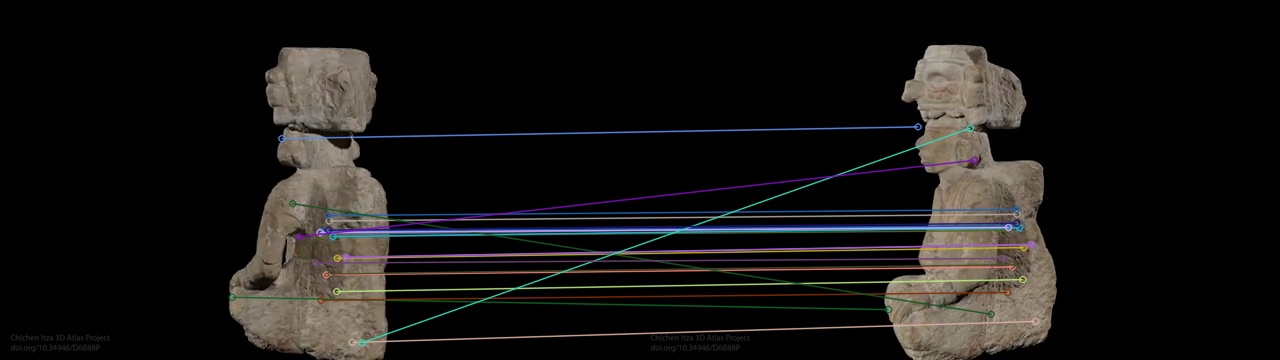 Chichen Itza 3D Atlas Project
doi.org/10.34946/D6B88P
Chichen Itza 3D Atlas Project
doi.org/10.34946/D6B88P